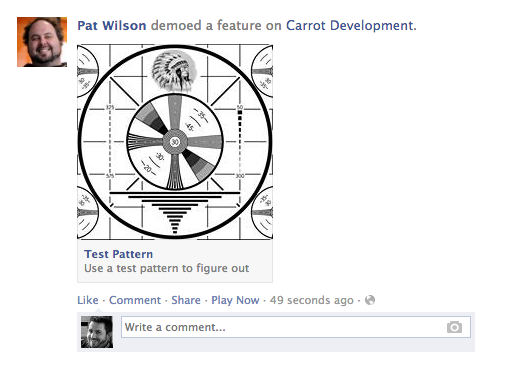 Pat Wilson demoed a feature on Carrot Development.
325
50
35
45
30
30
20
575
300
Test Pattern
Use a test pattern to figure out
Like · Comment · Share · Play Now · 49 seconds ago ·
Write a comment...